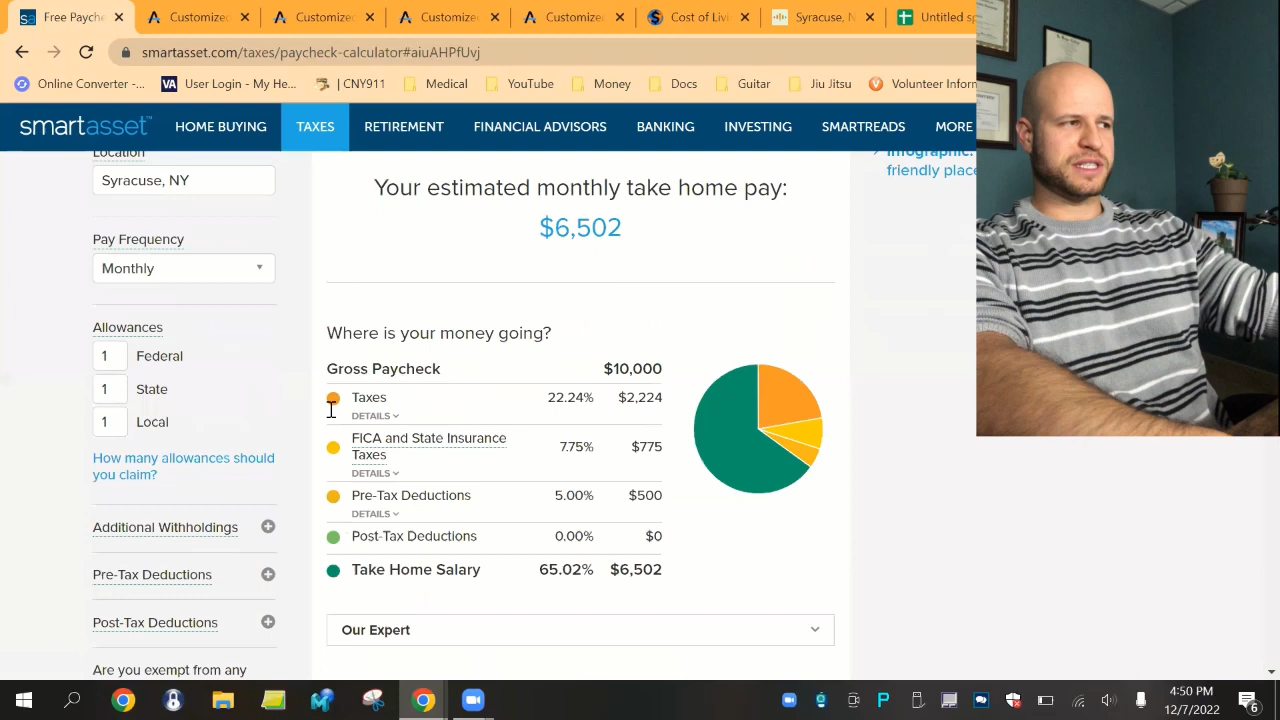 Free Paych
Customize
Customize
Customize
Customize
Cost of Livi
Syracuse, N
Untitled sp
smartasset.com/taxes/paycheck-calculator#aiuAHPfUvj
Online Converter -...
User Login - My He...
| CNY911
Medical
YouTube
Money
Docs
Guitar
Jiu Jitsu
Volunteer Inform
smartasset™
HOME BUYING
TAXES
RETIREMENT
FINANCIAL ADVISORS
BANKING
INVESTING
SMARTREADS
MORE
Location
Syracuse, NY
Pay Frequency
Monthly
Allowances
1 Federal
1 State
1 Local
How many allowances should
you claim?
Additional Withholdings
Pre-Tax Deductions
Post-Tax Deductions
Are you exempt from any
Your estimated monthly take home pay:
$6,502
Where is your money going?
Gross Paycheck $10,000
Taxes 22.24% $2,224
DETAILS
FICA and State Insurance
Taxes 7.75% $775
DETAILS
Pre-Tax Deductions 5.00% $500
DETAILS
Post-Tax Deductions 0.00% $0
Take Home Salary 65.02% $6,502
Our Expert
Infographic:
friendly place
4:50 PM
12/7/2022
6